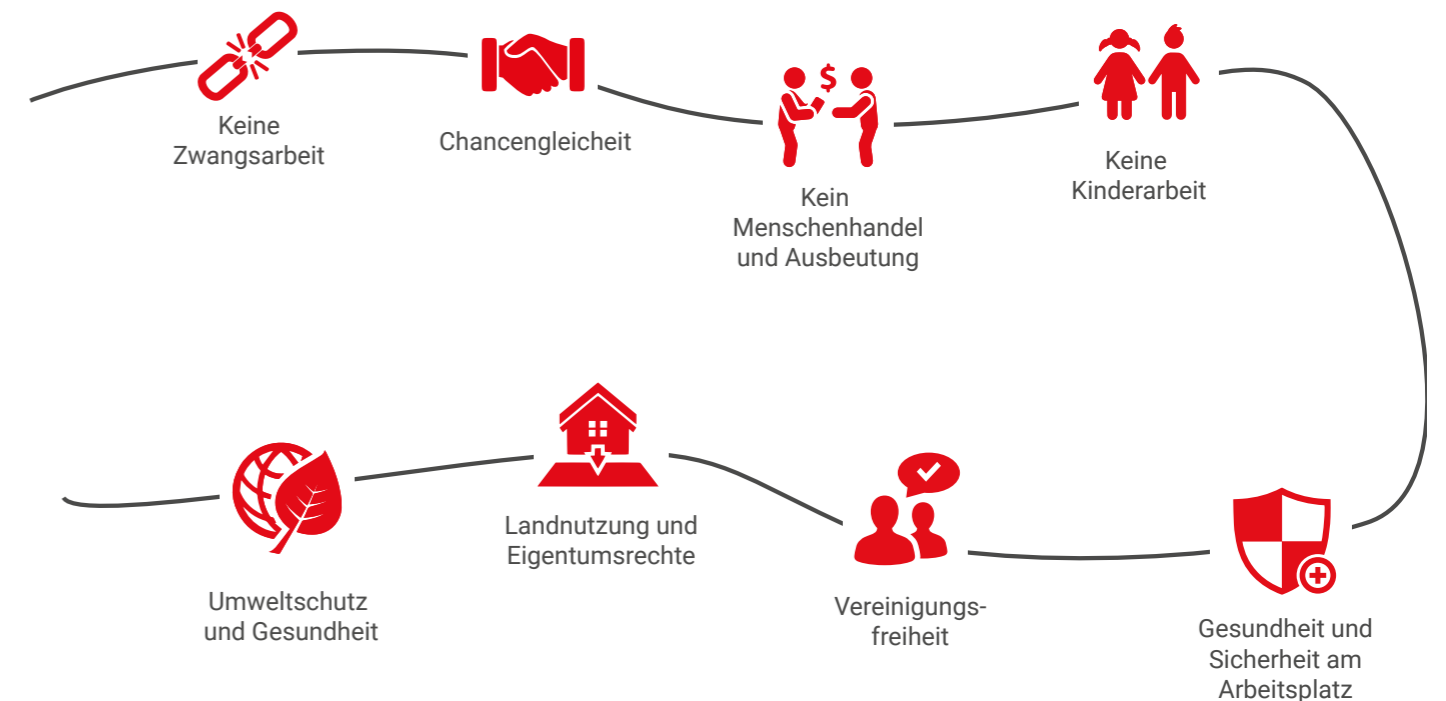 Keine
Zwangsarbeit
Chancengleicheit
Kein
Menschenhandel
und Ausbeutung
$
Keine
Kinderarbeit
Umweltschutz
und Gesundheit
Landnutzung und
Eigentumsrechte
Vereinigungs-
freiheit
Gesundheit und
Sicherheit am
Arbeitsplatz